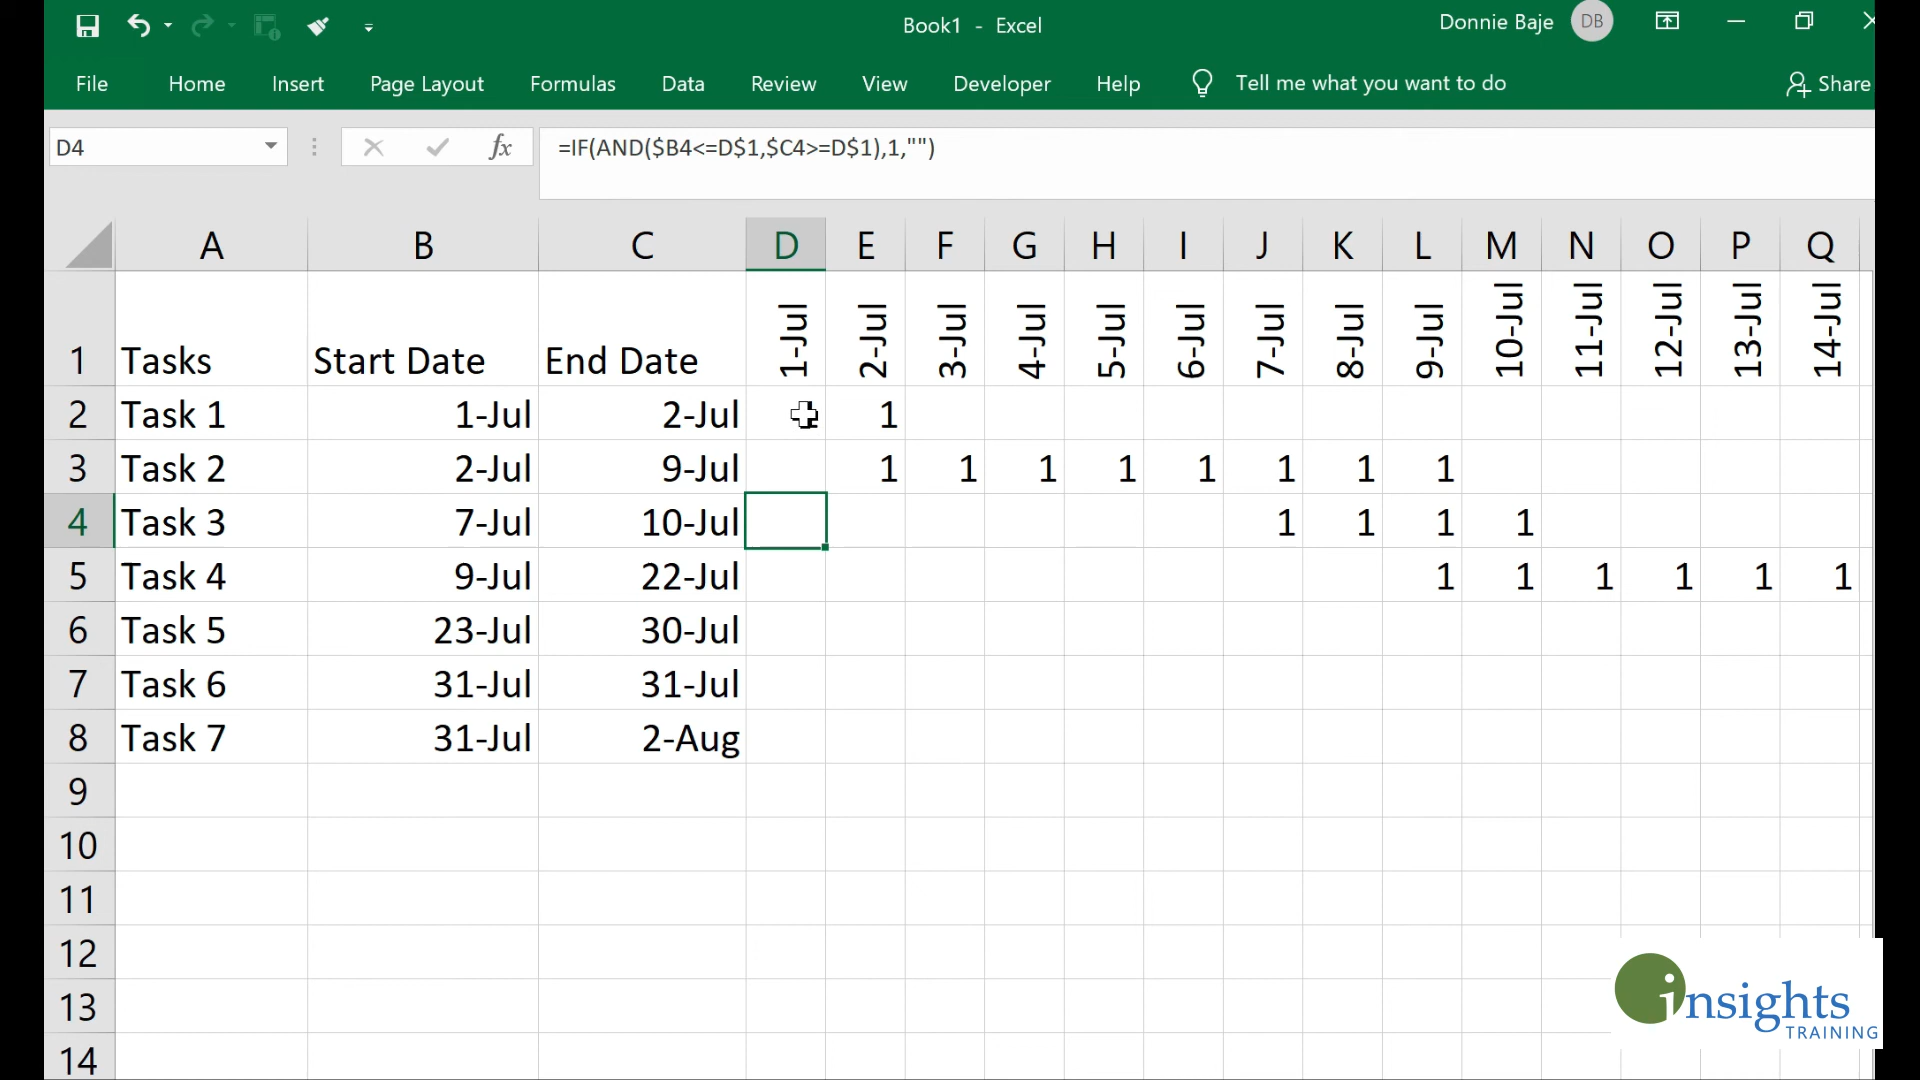 Book1 - Excel
Donnie Baje
DB
File Home Insert Page Layout Formulas Data Review View Developer Help Tell me what you want to do Share
D4 fx =IF(AND($B4<=D$1,$C4>=D$1),1,"")
A B C D E F G H I J K L M N O P Q
1 Tasks Start Date End Date 1-Jul 2-Jul 3-Jul 4-Jul 5-Jul 6-Jul 7-Jul 8-Jul 9-Jul 10-Jul 11-Jul 12-Jul 13-Jul 14-Jul
2 Task 1 1-Jul 2-Jul 1
3 Task 2 2-Jul 9-Jul 1 1 1 1 1 1 1 1
4 Task 3 7-Jul 10-Jul 1 1 1 1
5 Task 4 9-Jul 22-Jul 1 1 1 1 1 1
6 Task 5 23-Jul 30-Jul
7 Task 6 31-Jul 31-Jul
8 Task 7 31-Jul 2-Aug
9
10
11
12
13
14
insights
TRAINING